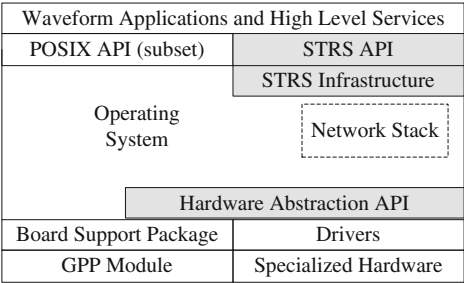 Waveform Applications and High Level Services
POSIX API (subset)
STRS API
STRS Infrastructure
Operating
System
Network Stack
Hardware Abstraction API
Board Support Package
Drivers
GPP Module
Specialized Hardware